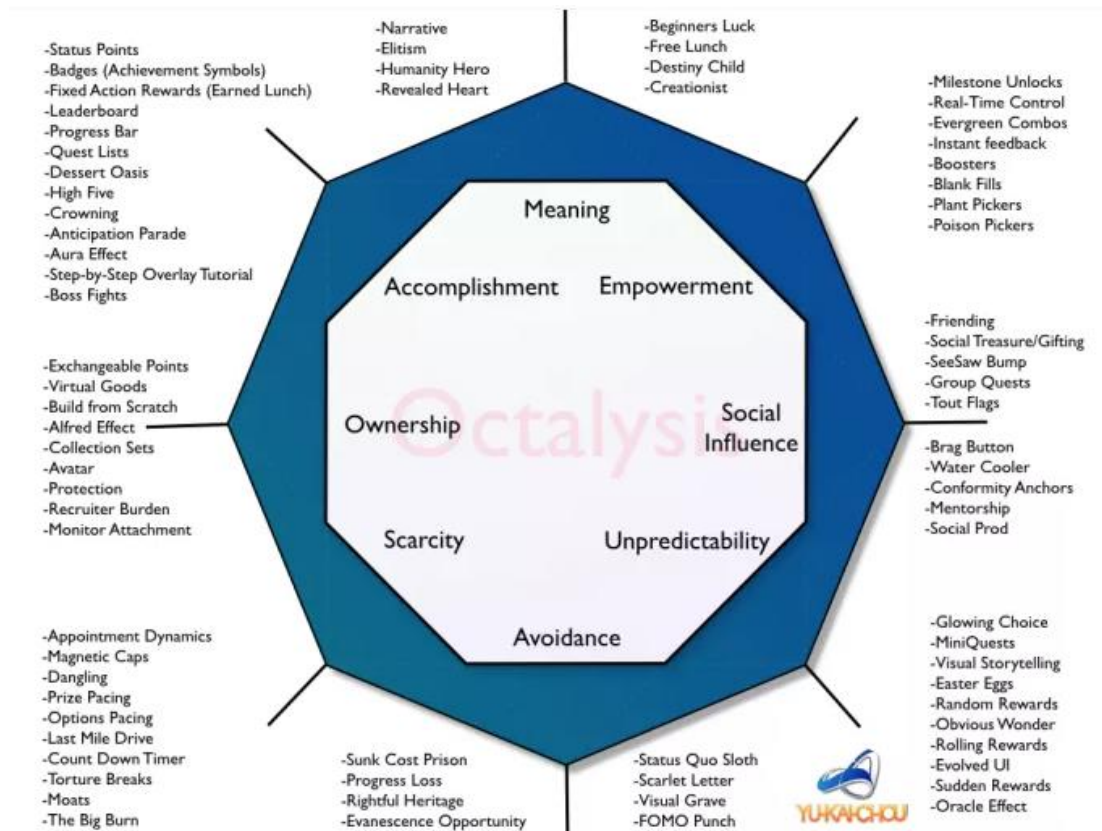 -Narrative
-Elitism
-Humanity Hero
-Revealed Heart
-Beginners Luck
-Free Lunch
-Destiny Child
-Creationist
-Status Points
-Badges (Achievement Symbols)
-Fixed Action Rewards (Earned Lunch)
-Leaderboard
-Progress Bar
-Quest Lists
-Dessert Oasis
-High Five
-Crowning
-Anticipation Parade
-Aura Effect
-Step-by-Step Overlay Tutorial
-Boss Fights
-Milestone Unlocks
-Real-Time Control
-Evergreen Combos
-Instant feedback
-Boosters
-Blank Fills
-Plant Pickers
-Poison Pickers
Meaning
Accomplishment
Empowerment
-Exchangeable Points
-Virtual Goods
-Build from Scratch
-Alfred Effect
-Collection Sets
-Avatar
-Protection
-Recruiter Burden
-Monitor Attachment
Ownership
Octalysis
Social
Influence
-Friending
-Social Treasure/Gifting
-SeeSaw Bump
-Group Quests
-Tout Flags
-Brag Button
-Water Cooler
-Conformity Anchors
-Mentorship
-Social Prod
Scarcity
Unpredictability
Avoidance
-Appointment Dynamics
-Magnetic Caps
-Dangling
-Prize Pacing
-Options Pacing
-Last Mile Drive
-Count Down Timer
-Torture Breaks
-Moats
-The Big Burn
-Sunk Cost Prison
-Progress Loss
-Rightful Heritage
-Evanescence Opportunity
-Status Quo Sloth
-Scarlet Letter
-Visual Grave
-FOMO Punch
YU-KAI-CHOU
-Glowing Choice
-MiniQuests
-Visual Storytelling
-Easter Eggs
-Random Rewards
-Obvious Wonder
-Rolling Rewards
-Evolved UI
-Sudden Rewards
-Oracle Effect